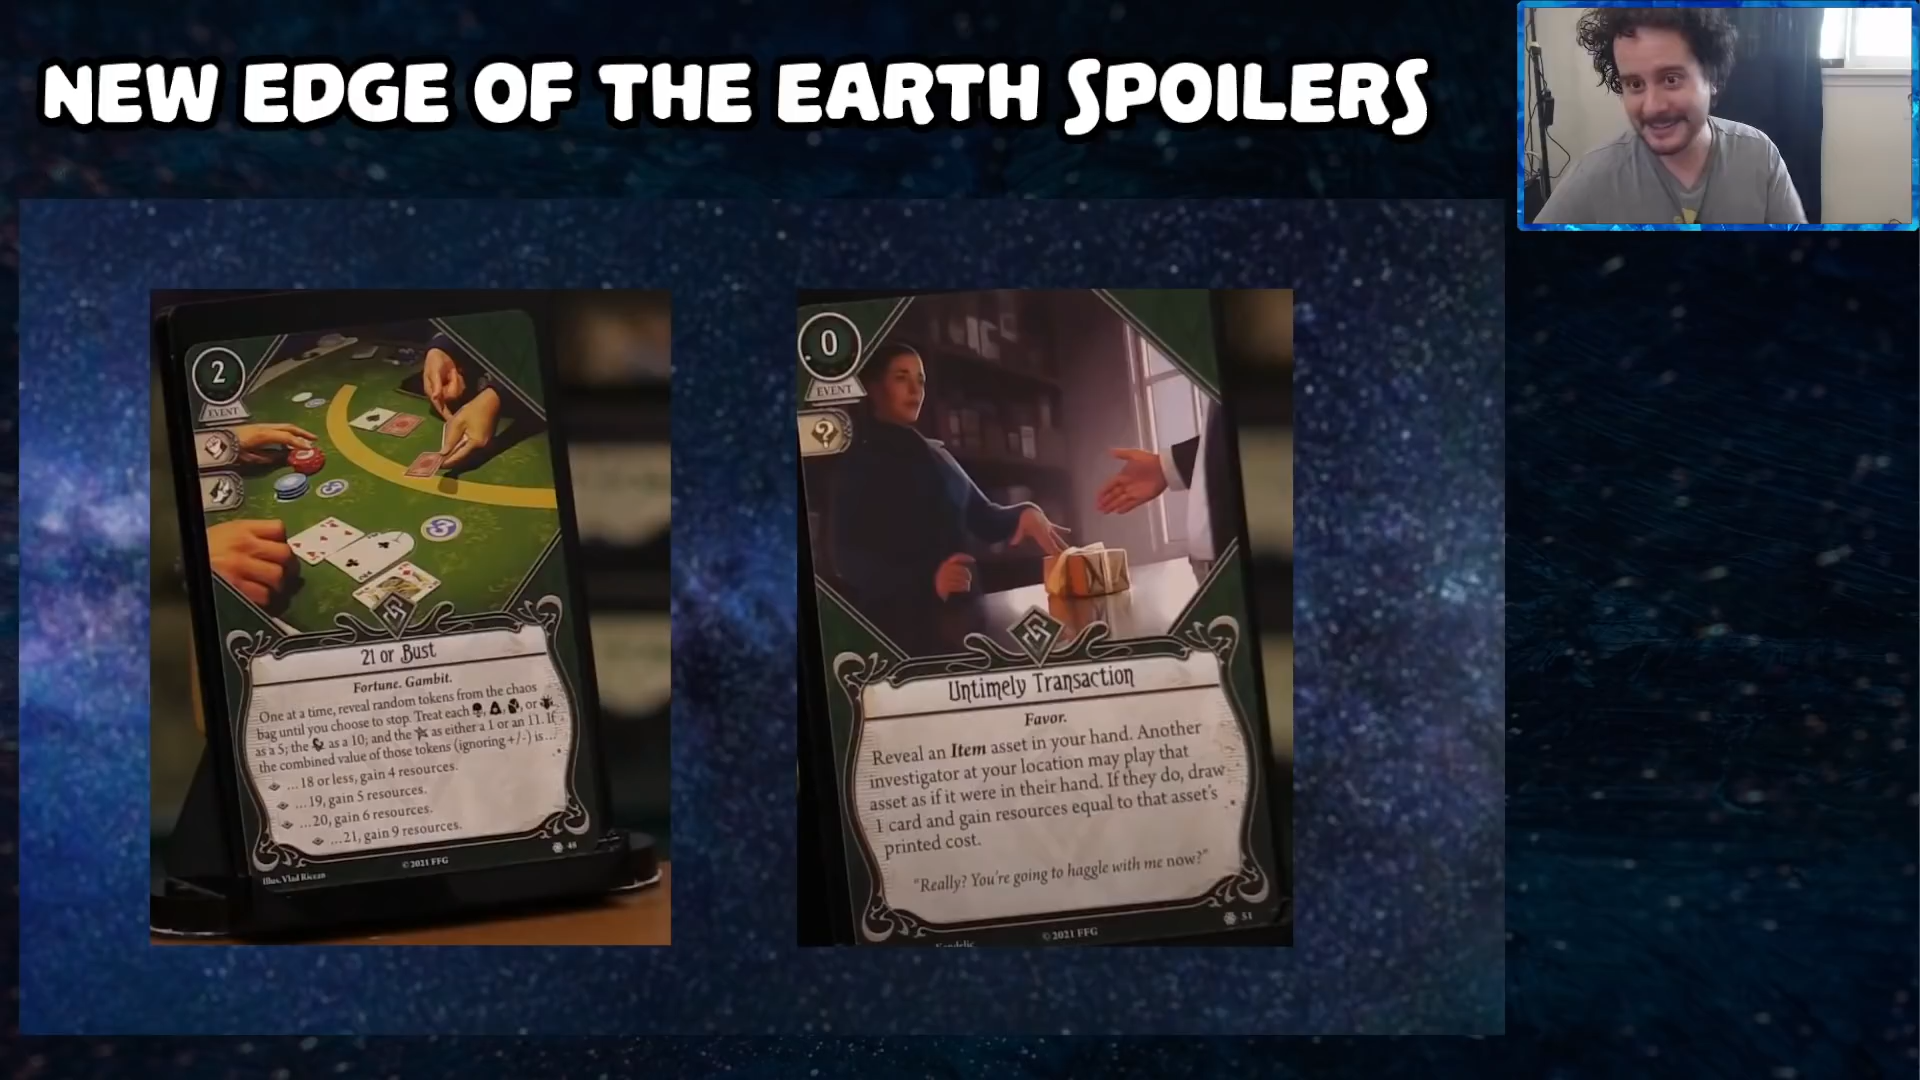 NEW EDGE OF THE EARTH SPOILERS
2
EVENT
21 or Bust
Fortune. Gambit.
One at a time, reveal random tokens from the chaos
bag until you choose to stop. Treat each , , , or
as a 5; the as a 10; and the as either a 1 or an 11. If
the combined value of those tokens (ignoring +/-) is...
...18 or less, gain 4 resources.
...19, gain 5 resources.
...20, gain 6 resources.
...21, gain 9 resources.
Illus. Vlad Ricean
©2021 FFG
48
0
EVENT
?
Untimely Transaction
Favor.
Reveal an Item asset in your hand. Another
investigator at your location may play that
asset as if it were in their hand. If they do, draw
1 card and gain resources equal to that asset's
printed cost.
"Really? You're going to haggle with me now?"
©2021 FFG
51